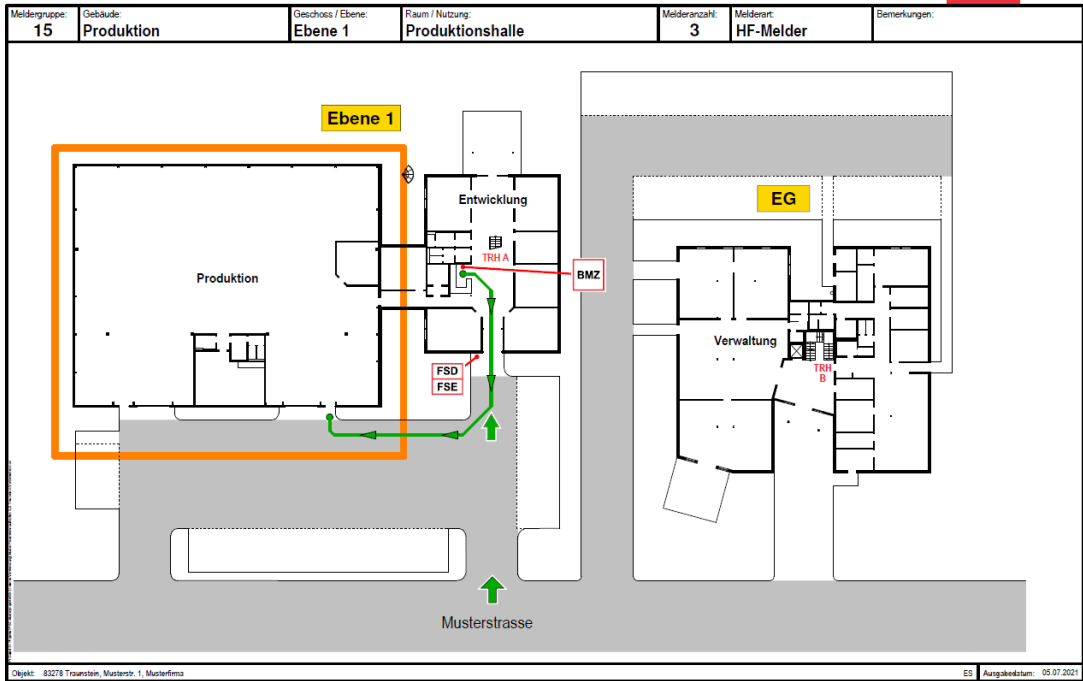 Meldergruppe: Gebäude: Geschoss / Ebene: Raum / Nutzung: Melderanzahl: Melderart: Bemerkungen:
15 Produktion Ebene 1 Produktionshalle 3 HF-Melder
Ebene 1
Entwicklung
EG
TRH A
BMZ
Produktion
Verwaltung
FSD
FSE
TRH
B
Musterstrasse
Objekt: 83278 Traunstein, Musterstr. 1, Musterfirma ES Ausgabedatum: 05.07.2021